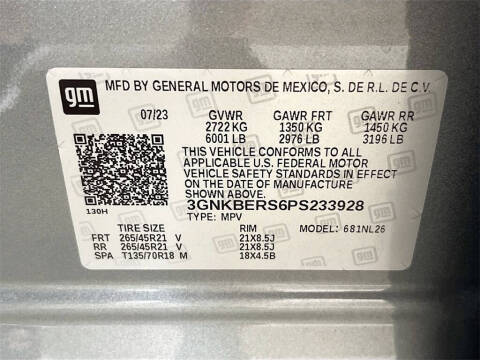 gm
MFD BY GENERAL MOTORS DE MEXICO, S. DE R.L. DE C.V.
07/23 GVWR GAWR FRT GAWR RR
2722 KG 1350 KG 1450 KG
6001 LB 2976 LB 3196 LB
THIS VEHICLE CONFORMS TO ALL
APPLICABLE U.S. FEDERAL MOTOR
VEHICLE SAFETY STANDARDS IN EFFECT
ON THE DATE OF MANUFACTURE
SHOWN ABOVE.
3GNKBERS6PS233928
130H TYPE: MPV MODEL: 681NL26
TIRE SIZE RIM
FRT 265/45R21 V 21X8.5J
RR 265/45R21 V 21X8.5J
SPA T135/70R18 M 18X4.5B